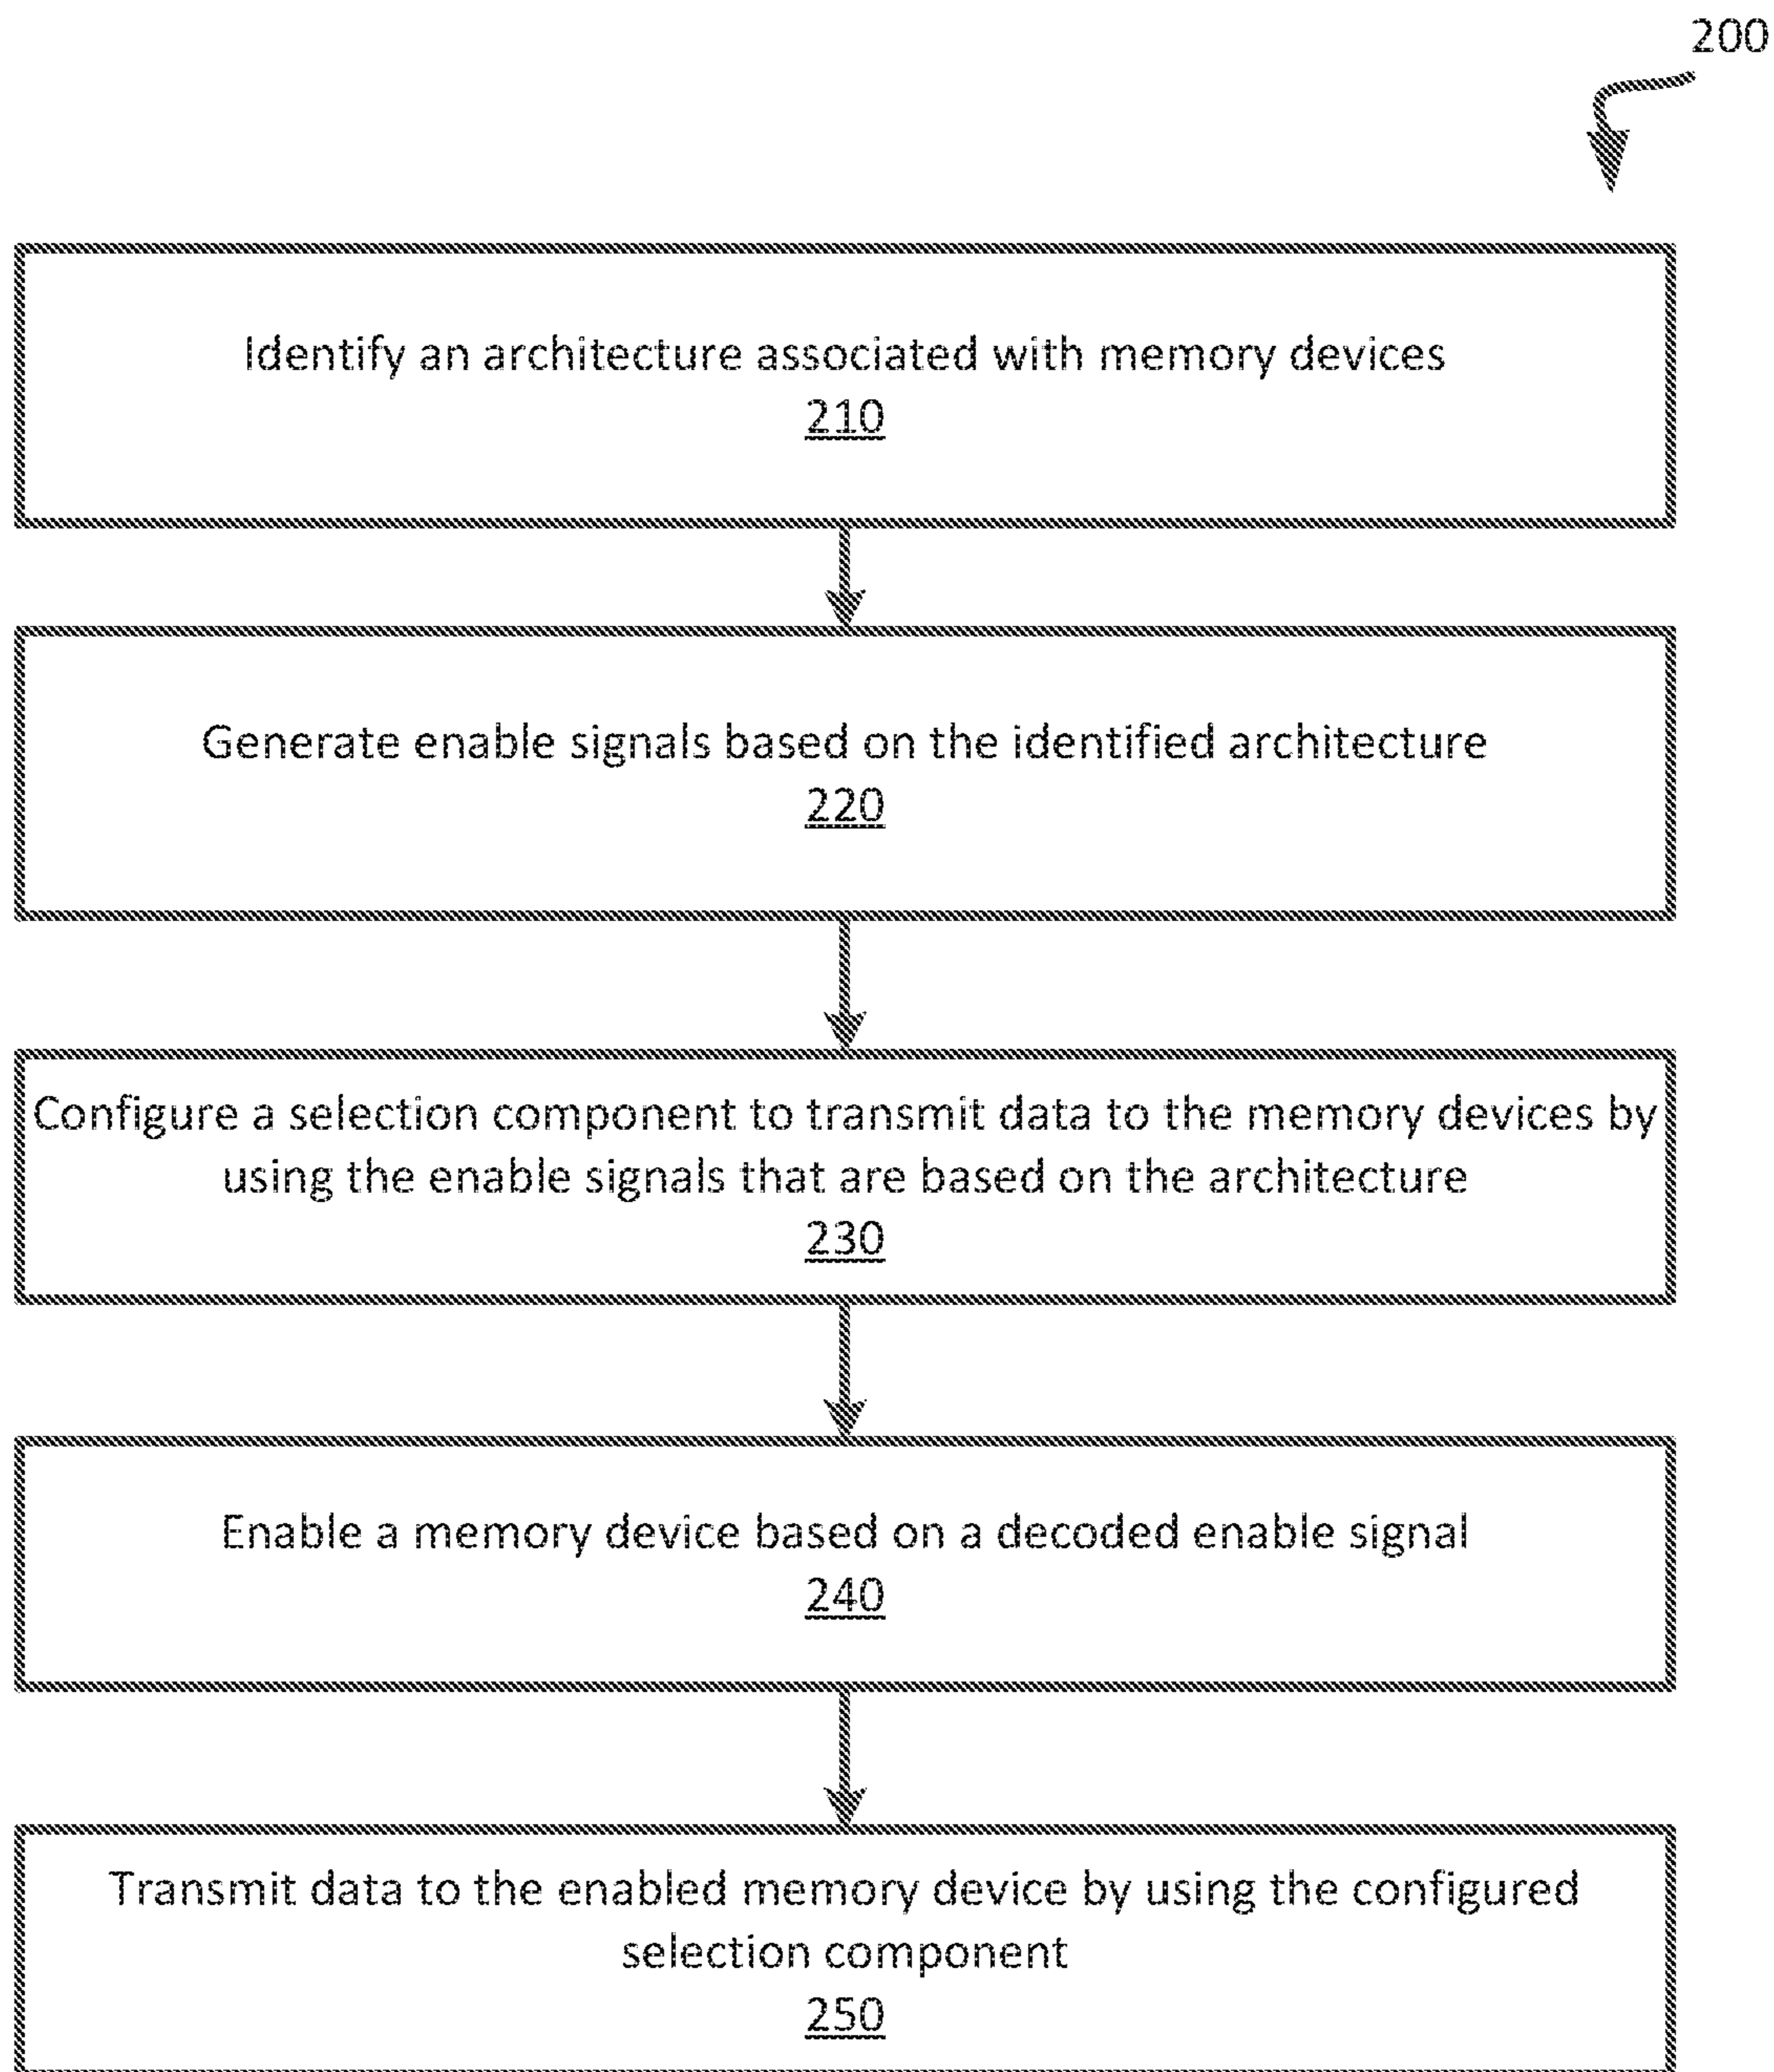 200
Identify an architecture associated with memory devices
210
Generate enable signals based on the identified architecture
220
Configure a selection component to transmit data to the memory devices by
using the enable signals that are based on the architecture
230
Enable a memory device based on a decoded enable signal
240
Transmit data to the enabled memory device by using the configured
selection component
250